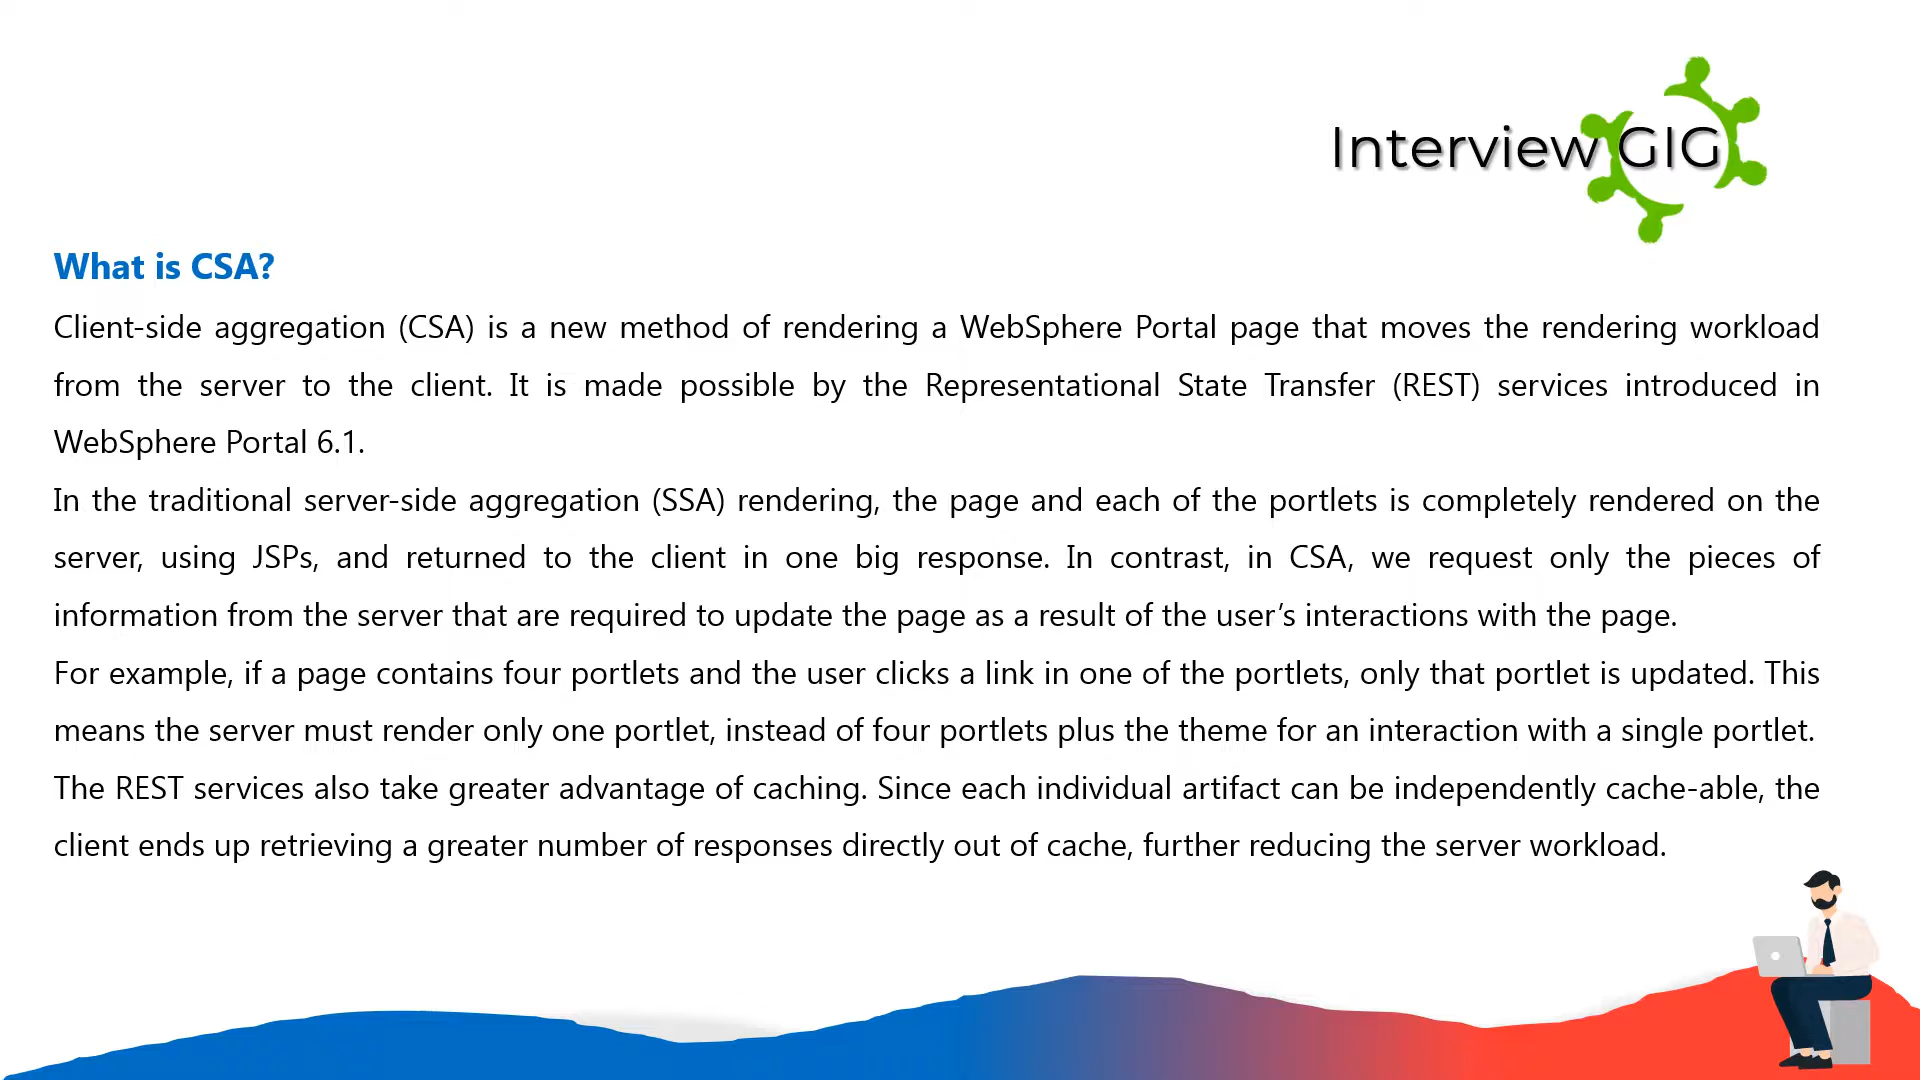 Interview GIG
What is CSA?
Client-side aggregation (CSA) is a new method of rendering a WebSphere Portal page that moves the rendering workload
from the server to the client. It is made possible by the Representational State Transfer (REST) services introduced in
WebSphere Portal 6.1.
In the traditional server-side aggregation (SSA) rendering, the page and each of the portlets is completely rendered on the
server, using JSPs, and returned to the client in one big response. In contrast, in CSA, we request only the pieces of
information from the server that are required to update the page as a result of the user’s interactions with the page.
For example, if a page contains four portlets and the user clicks a link in one of the portlets, only that portlet is updated. This
means the server must render only one portlet, instead of four portlets plus the theme for an interaction with a single portlet.
The REST services also take greater advantage of caching. Since each individual artifact can be independently cache-able, the
client ends up retrieving a greater number of responses directly out of cache, further reducing the server workload.